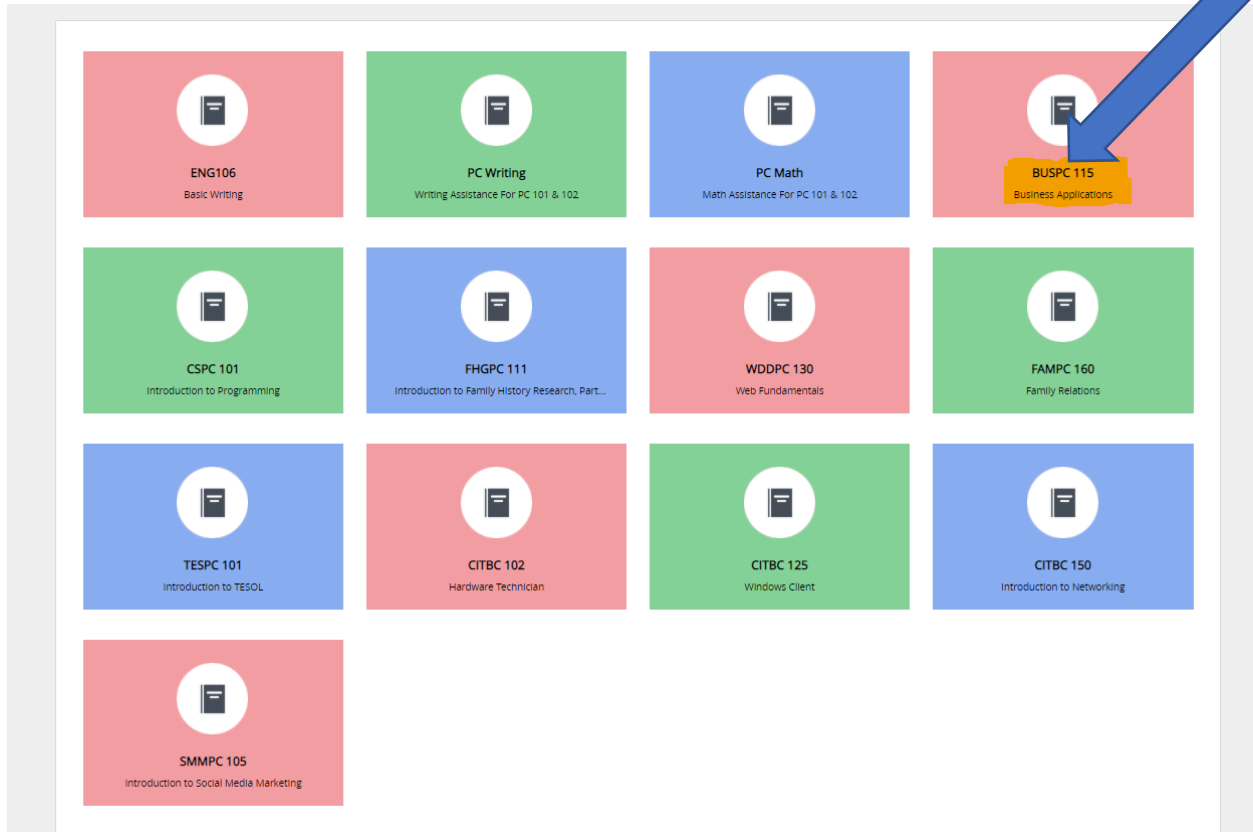 ENG106
Basic Writing
PC Writing
Writing Assistance For PC 101 & 102
PC Math
Math Assistance For PC 101 & 102
BUSPC 115
Business Applications
CSPC 101
Introduction to Programming
FHGPC 111
Introduction to Family History Research, Part...
WDDPC 130
Web Fundamentals
FAMPC 160
Family Relations
TESPC 101
Introduction to TESOL
CITBC 102
Hardware Technician
CITBC 125
Windows Client
CITBC 150
Introduction to Networking
SMMPC 105
Introduction to Social Media Marketing